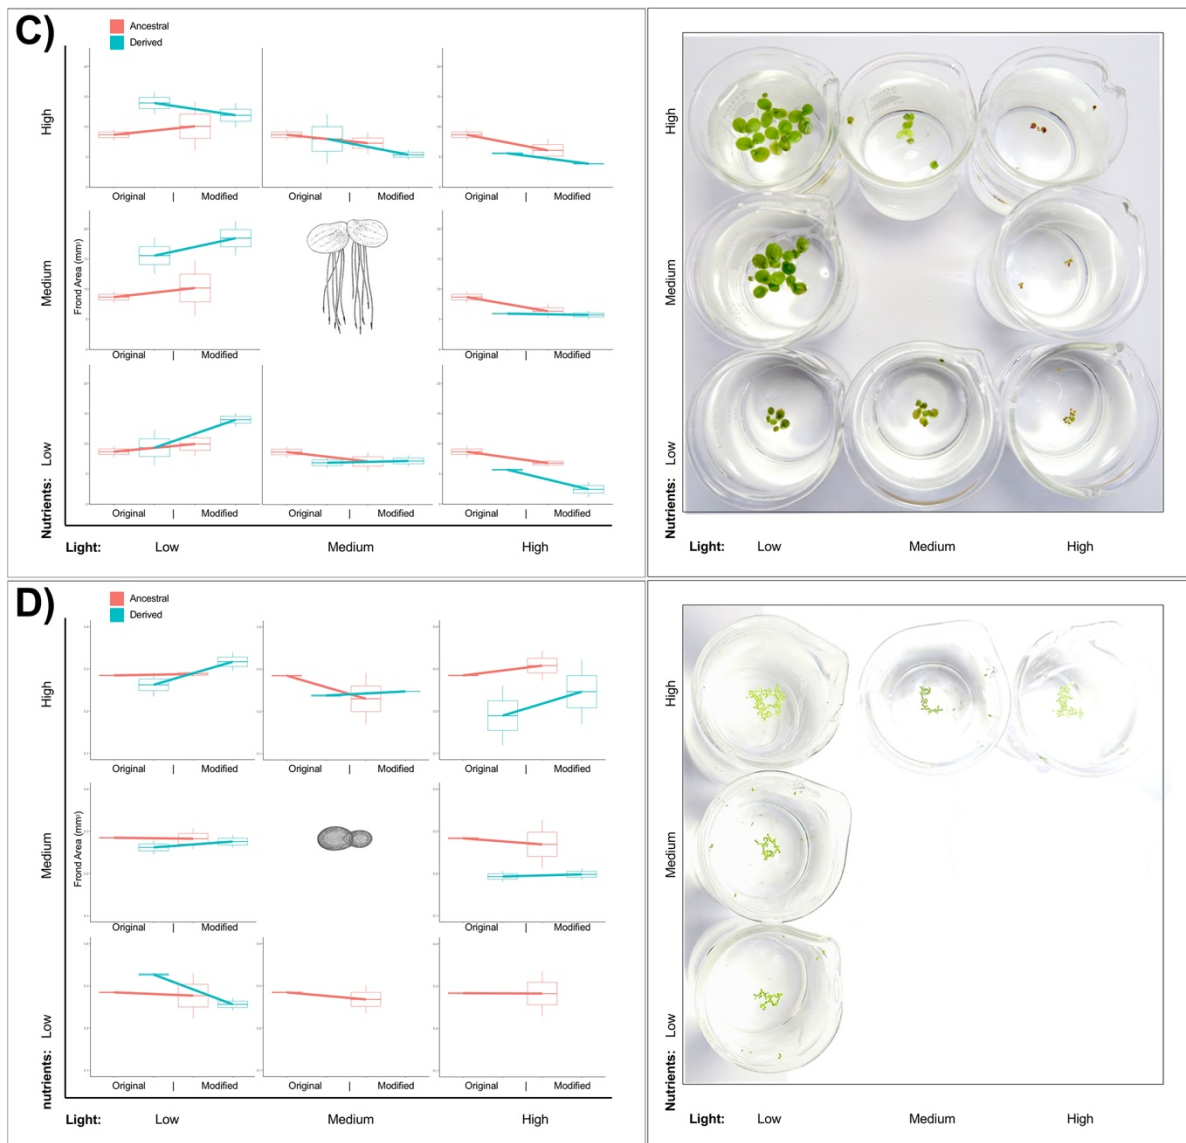 C)
Ancestral
Derived
High
Original | Modified
Original | Modified
Original | Modified
Medium
Frond Area (mm²)
Original | Modified
Original | Modified
Low
Original | Modified
Original | Modified
Original | Modified
Nutrients:
Light: Low Medium High
High
Medium
Low
Nutrients:
Light: Low Medium High
D)
Ancestral
Derived
High
Original | Modified
Original | Modified
Original | Modified
Medium
Frond Area (mm²)
Original | Modified
Original | Modified
Low
Original | Modified
Original | Modified
Original | Modified
nutrients:
Light: Low Medium High
High
Medium
Low
Nutrients:
Light: Low Medium High